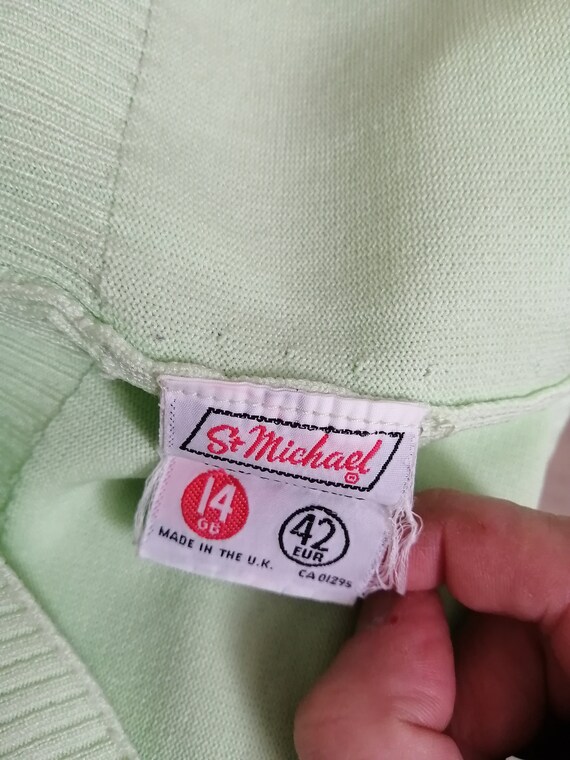 St Michael ®
14 GB
42 EUR
MADE IN THE U.K.
CA 0129s